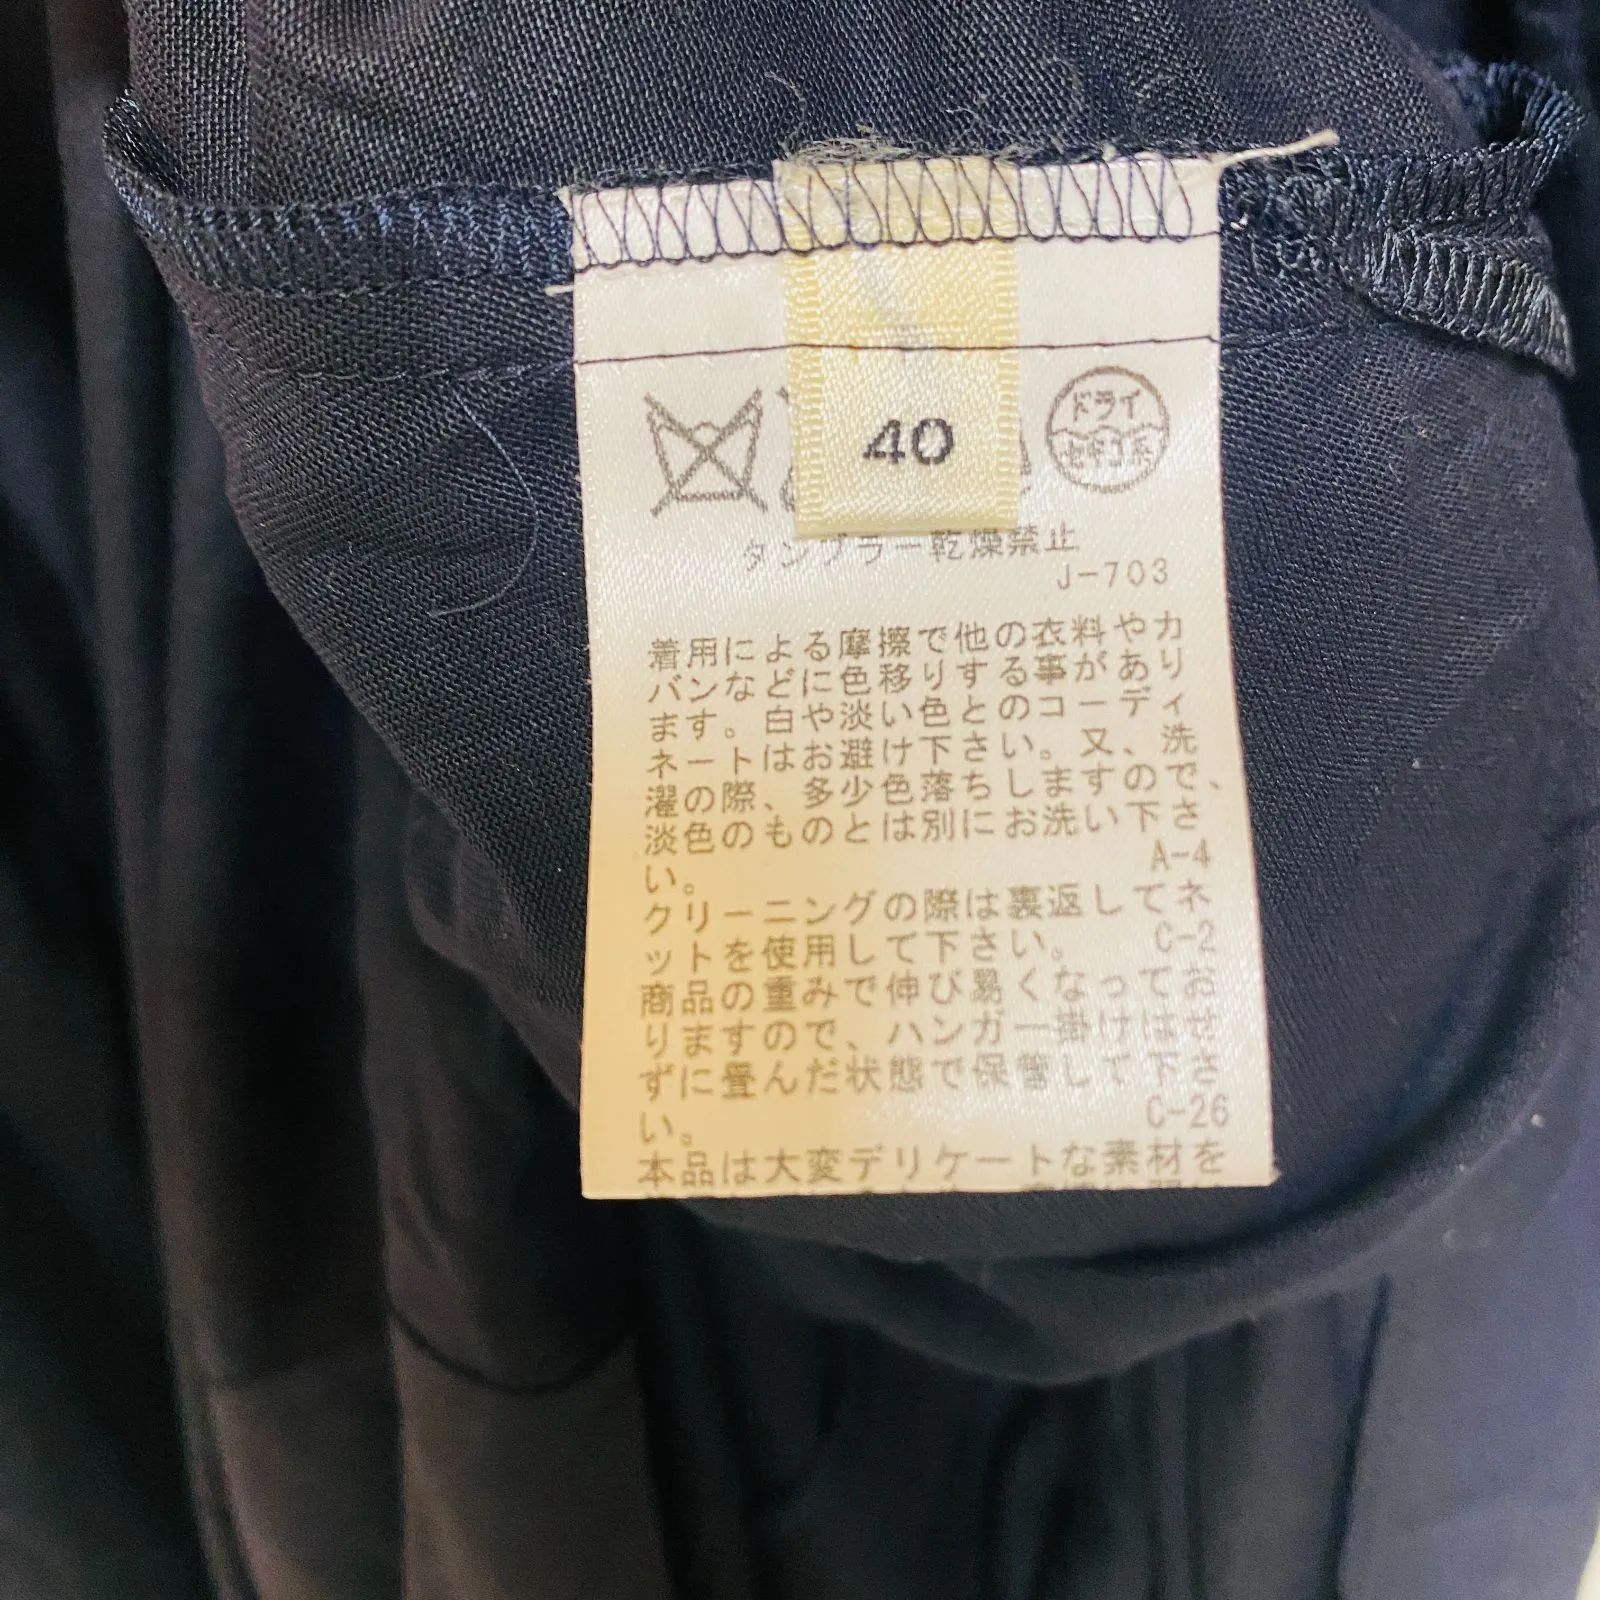 40
ドライ
セキユ系
タンブラー乾燥禁止
J-703
着用による摩擦で他の衣料やカ
バンなどに色移りする事があり
ます。白や淡い色とのコーディ
ネートはお避け下さい。又、洗
濯の際、多少色落ちしますので、
淡色のものとは別にお洗い下さ
い。
A-4
クリーニングの際は裏返してネ
ットを使用して下さい。
C-2
商品の重みで伸び易くなってお
りますので、ハンガー掛けはせ
ずに畳んだ状態で保管して下さ
い。
C-26
本品は大変デリケートな素材を